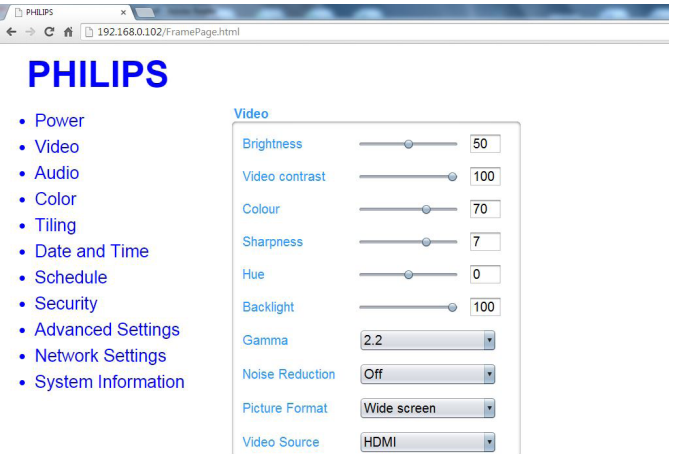 PHILIPS
192.168.0.102/FramePage.html
PHILIPS
Power
Video
Audio
Color
Tiling
Date and Time
Schedule
Security
Advanced Settings
Network Settings
System Information
Video
Brightness 50
Video contrast 100
Colour 70
Sharpness 7
Hue 0
Backlight 100
Gamma 2.2
Noise Reduction Off
Picture Format Wide screen
Video Source HDMI